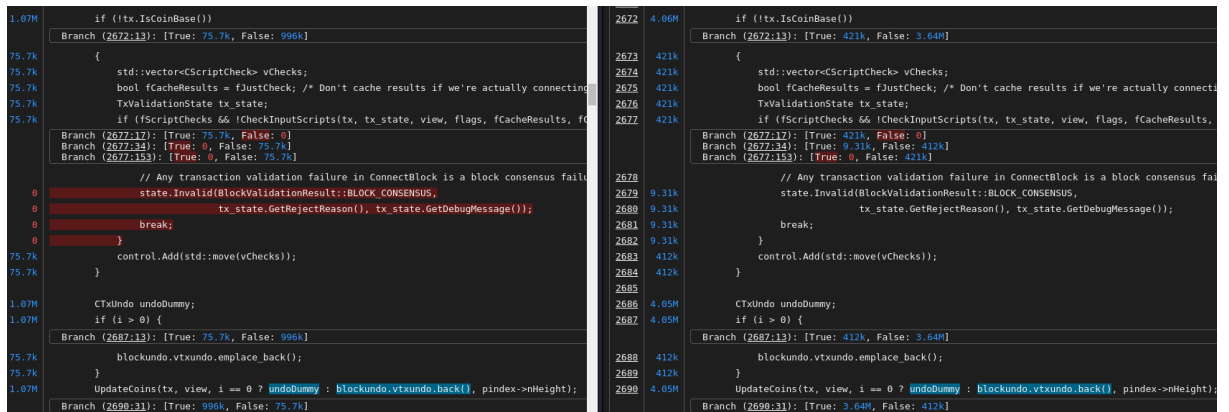 1.07M if (!tx.IsCoinBase())
Branch (2672:13): [True: 75.7k, False: 996k]
75.7k {
75.7k std::vector<CScriptCheck> vChecks;
75.7k bool fCacheResults = fJustCheck; /* Don't cache results if we're actually connecting
75.7k TxValidationState tx_state;
75.7k if (fScriptChecks && !CheckInputScripts(tx, tx_state, view, flags, fCacheResults, fC
Branch (2677:17): [True: 75.7k, False: 0]
Branch (2677:34): [True: 0, False: 75.7k]
Branch (2677:153): [True: 0, False: 75.7k]
// Any transaction validation failure in ConnectBlock is a block consensus failu
0 state.Invalid(BlockValidationResult::BLOCK_CONSENSUS,
0 tx_state.GetRejectReason(), tx_state.GetDebugMessage());
0 break;
0 }
75.7k control.Add(std::move(vChecks));
75.7k }
CTxUndo undoDummy;
1.07M
1.07M if (i > 0) {
Branch (2687:13): [True: 75.7k, False: 996k]
75.7k blockundo.vtxundo.emplace_back();
75.7k }
1.07M UpdateCoins(tx, view, i == 0 ? undoDummy : blockundo.vtxundo.back(), pindex->nHeight);
Branch (2690:31): [True: 996k, False: 75.7k]
2672 4.06M if (!tx.IsCoinBase())
Branch (2672:13): [True: 421k, False: 3.64M]
2673 421k {
2674 421k std::vector<CScriptCheck> vChecks;
2675 421k bool fCacheResults = fJustCheck; /* Don't cache results if we're actually connecti
2676 421k TxValidationState tx_state;
2677 421k if (fScriptChecks && !CheckInputScripts(tx, tx_state, view, flags, fCacheResults,
Branch (2677:17): [True: 421k, False: 0]
Branch (2677:34): [True: 9.31k, False: 412k]
Branch (2677:153): [True: 0, False: 421k]
2678 // Any transaction validation failure in ConnectBlock is a block consensus fai
2679 9.31k state.Invalid(BlockValidationResult::BLOCK_CONSENSUS,
2680 9.31k tx_state.GetRejectReason(), tx_state.GetDebugMessage());
2681 9.31k break;
2682 9.31k }
2683 412k control.Add(std::move(vChecks));
2684 412k }
2685
2686 4.05M CTxUndo undoDummy;
2687 4.05M if (i > 0) {
Branch (2687:13): [True: 412k, False: 3.64M]
2688 412k blockundo.vtxundo.emplace_back();
2689 412k }
2690 4.05M UpdateCoins(tx, view, i == 0 ? undoDummy : blockundo.vtxundo.back(), pindex->nHeight);
Branch (2690:31): [True: 3.64M, False: 412k]